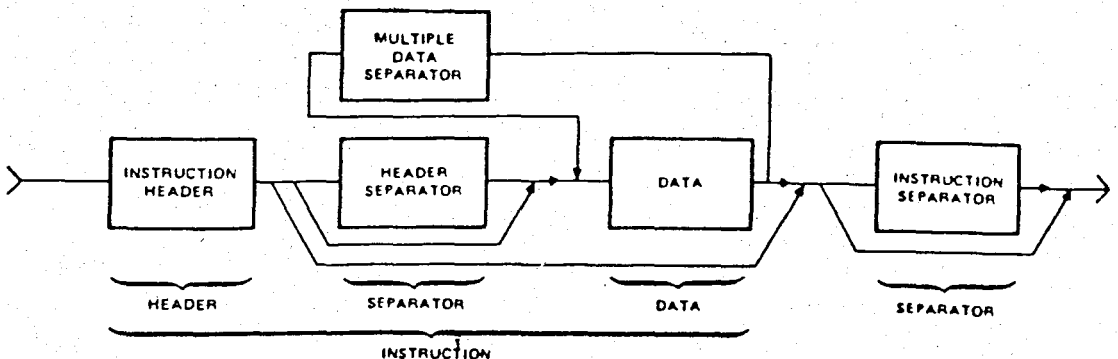 MULTIPLE
DATA
SEPARATOR
INSTRUCTION
HEADER
HEADER
SEPARATOR
DATA
INSTRUCTION
SEPARATOR
HEADER
SEPARATOR
DATA
SEPARATOR
INSTRUCTION